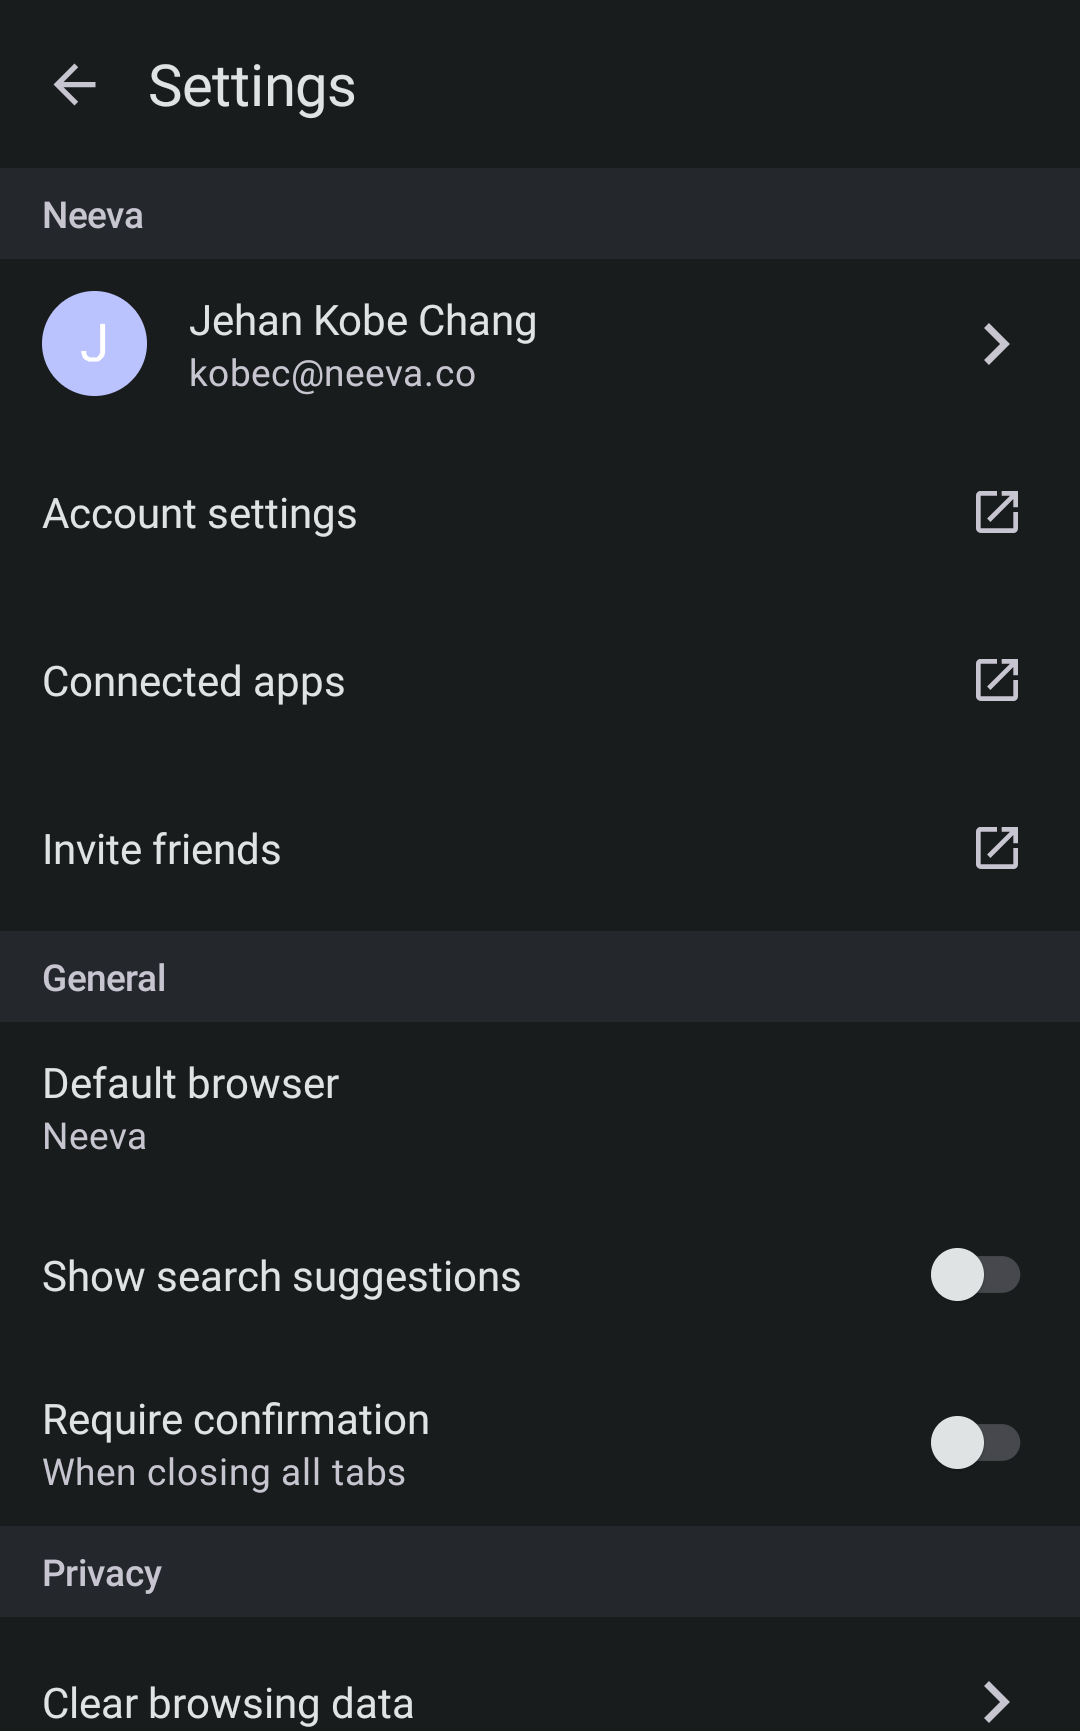 Settings
Neeva
J
Jehan Kobe Chang
kobec@neeva.co
Account settings
Connected apps
Invite friends
General
Default browser
Neeva
Show search suggestions
Require confirmation
When closing all tabs
Privacy
Clear browsing data